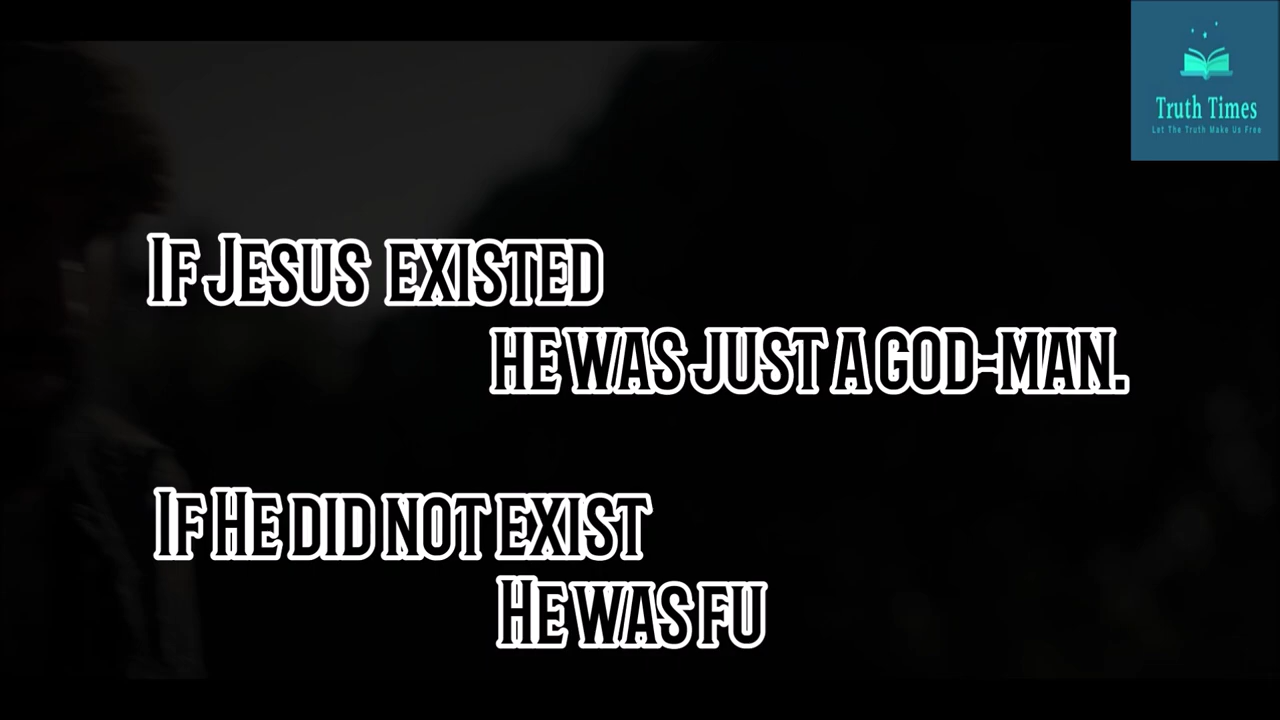 Truth Times
Let The Truth Make Us Free
If Jesus existed
he was just a god-man.
If He did not exist
He was fu